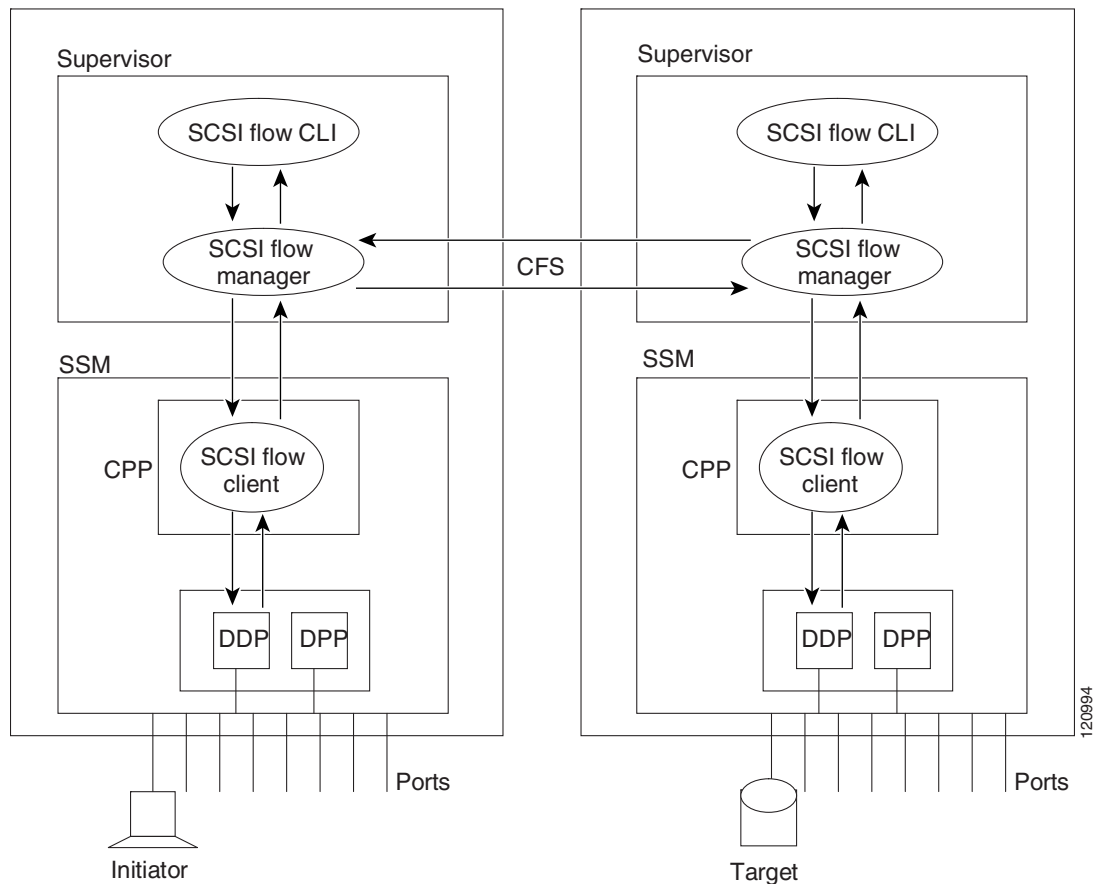 Supervisor
SCSI flow CLI
SCSI flow
manager
SSM
CPP
SCSI flow
client
DDP
DPP
Ports
Initiator
CFS
Supervisor
SCSI flow CLI
SCSI flow
manager
SSM
CPP
SCSI flow
client
DDP
DPP
Ports
Target
120994